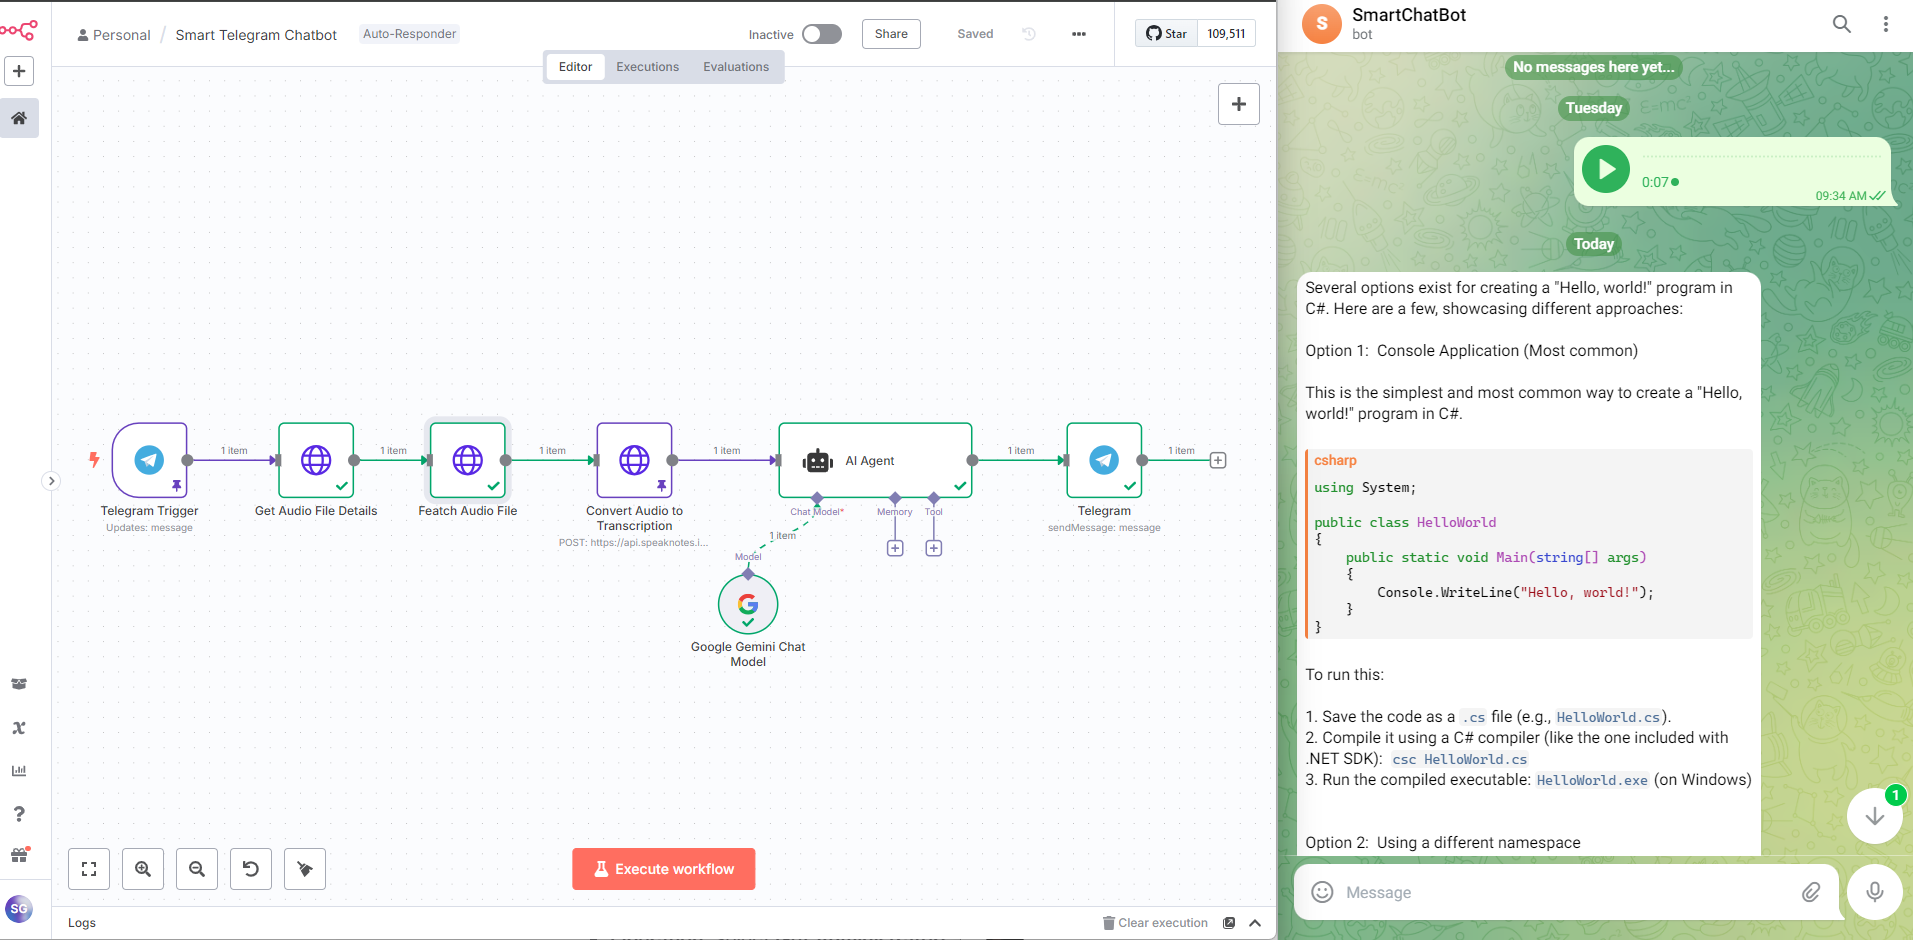 Personal / Smart Telegram Chatbot Auto-Responder
Inactive
Share
Saved
Star 109,511
Editor Executions Evaluations
1 item
1 item
1 item
1 item
1 item
1 item
AI Agent
Telegram Trigger
Updates: message
Get Audio File Details
Featch Audio File
Convert Audio to
Transcription
POST: https://api.speaknotes.i...
Chat Model*
Memory
Tool
1 item
Model
Google Gemini Chat
Model
Telegram
sendMessage: message
Execute workflow
SG
Logs
Clear execution
S
SmartChatBot
bot
No messages here yet...
Tuesday
0:07
09:34 AM
Today
Several options exist for creating a "Hello, world!" program in
C#. Here are a few, showcasing different approaches:
Option 1:  Console Application (Most common)
This is the simplest and most common way to create a "Hello,
world!" program in C#.
csharp
using System;
public class HelloWorld
{
    public static void Main(string[] args)
    {
        Console.WriteLine("Hello, world!");
    }
}
To run this:
1. Save the code as a .cs file (e.g., HelloWorld.cs).
2. Compile it using a C# compiler (like the one included with
.NET SDK):  csc HelloWorld.cs
3. Run the compiled executable: HelloWorld.exe (on Windows)
1
Option 2:  Using a different namespace
Message